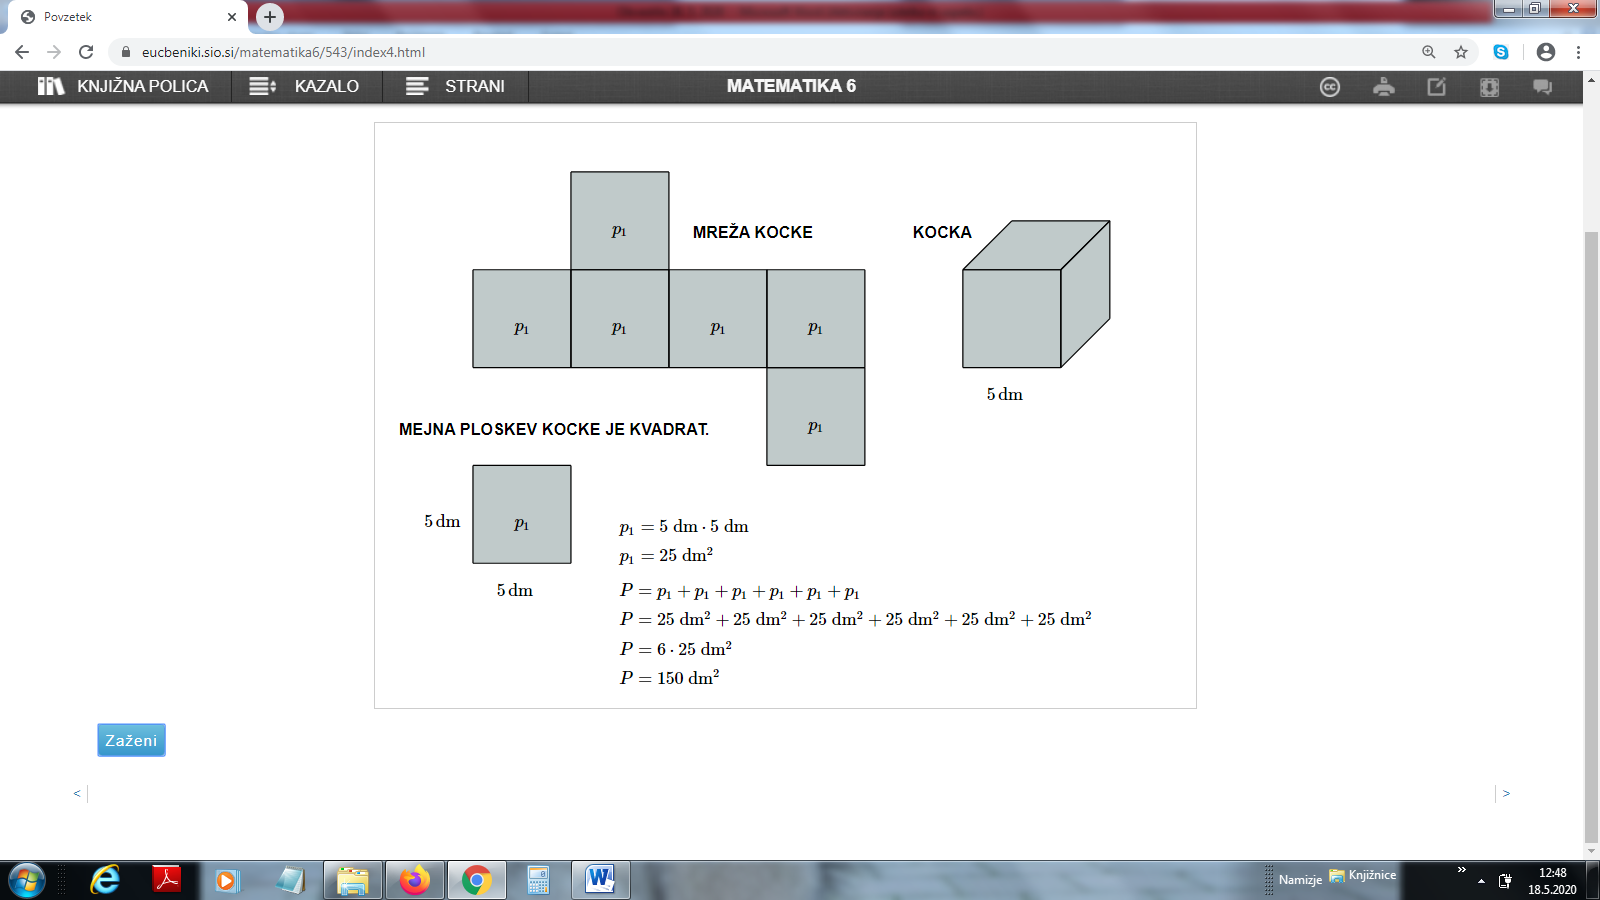 Povzetek
eucbeniki.sio.si/matematika6/543/index4.html
KNJIŽNA POLICA
KAZALO
STRANI
MATEMATIKA 6
cc
p₁
MREŽA KOCKE
KOCKA
p₁ p₁ p₁ p₁
5 dm
p₁
MEJNA PLOSKEV KOCKE JE KVADRAT.
5 dm
p₁
5 dm
p₁ = 5 dm · 5 dm
p₁ = 25 dm²
P = p₁ + p₁ + p₁ + p₁ + p₁ + p₁
P = 25 dm² + 25 dm² + 25 dm² + 25 dm² + 25 dm² + 25 dm²
P = 6 · 25 dm²
P = 150 dm²
Zaženi
<
>
Namizje
Knjižnice
»
12:48
18.5.2020